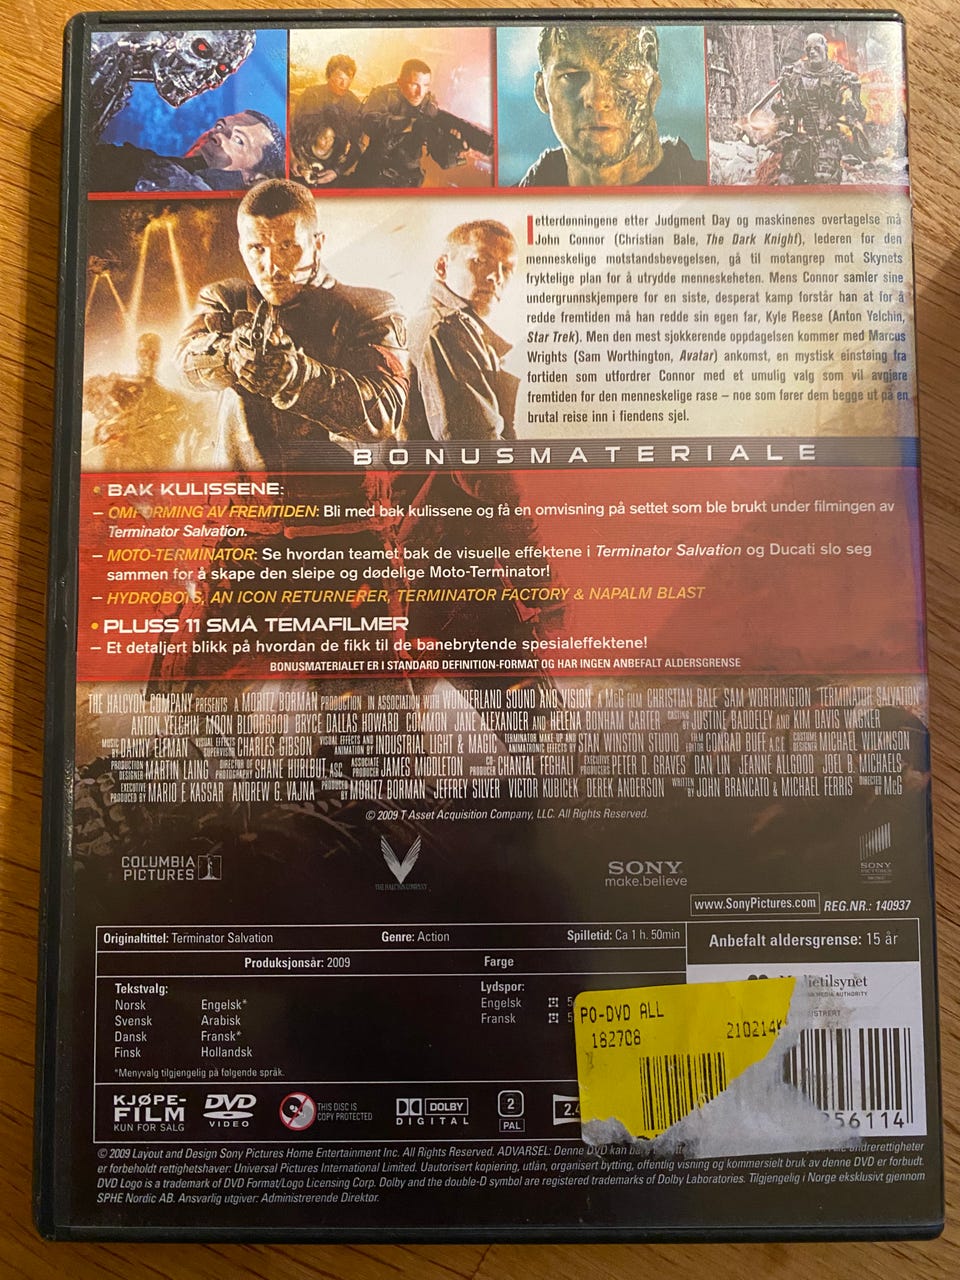 I etterdønningene etter Judgment Day og maskinenes overtagelse må
John Connor (Christian Bale, The Dark Knight), lederen for den
menneskelige motstandsbevegelsen, gå til motangrep mot Skynets
fryktelige plan for å utrydde menneskeheten. Mens Connor samler sine
undergrunnskjempere for en siste, desperat kamp forstår han at for å
redde fremtiden må han redde sin egen far, Kyle Reese (Anton Yelchin,
Star Trek). Men den mest sjokkerende oppdagelsen kommer med Marcus
Wrights (Sam Worthington, Avatar) ankomst, en mystisk einstøing fra
fortiden som utfordrer Connor med et umulig valg som vil avgjøre
fremtiden for den menneskelige rase – noe som fører dem begge ut på en
brutal reise inn i fiendens sjel.
BONUSMATERIALE
• BAK KULISSENE:
– OMFORMING AV FREMTIDEN: Bli med bak kulissene og få en omvisning på settet som ble brukt under filmingen av
Terminator Salvation.
– MOTO-TERMINATOR: Se hvordan teamet bak de visuelle effektene i Terminator Salvation og Ducati slo seg
sammen for å skape den sleipe og dødelige Moto-Terminator!
– HYDROBOTS, AN ICON RETURNERER, TERMINATOR FACTORY & NAPALM BLAST
• PLUSS 11 SMÅ TEMAFILMER
– Et detaljert blikk på hvordan de fikk til de banebrytende spesialeffektene!
BONUSMATERIALET ER I STANDARD DEFINITION-FORMAT OG HAR INGEN ANBEFALT ALDERSGRENSE
THE HALCYON COMPANY PRESENTS A MORITZ BORMAN PRODUCTION IN ASSOCIATION WITH WONDERLAND SOUND AND VISION A McG FILM CHRISTIAN BALE SAM WORTHINGTON "TERMINATOR SALVATION"
ANTON YELCHIN MOON BLOODGOOD BRYCE DALLAS HOWARD COMMON JANE ALEXANDER AND HELENA BONHAM CARTER CASTING BY JUSTINE BADDELEY AND KIM DAVIS WAGNER
MUSIC BY DANNY ELFMAN VISUAL EFFECTS SUPERVISOR CHARLES GIBSON VISUAL EFFECTS AND ANIMATION BY INDUSTRIAL LIGHT & MAGIC TERMINATOR MAKE UP AND ANIMATRONIC EFFECTS BY STAN WINSTON STUDIO FILM EDITOR CONRAD BUFF A.C.E. COSTUME DESIGNER MICHAEL WILKINSON
PRODUCTION DESIGNER MARTIN LAING DIRECTOR OF PHOTOGRAPHY SHANE HURLBUT, ASC ASSOCIATE PRODUCER JAMES MIDDLETON CO-PRODUCER CHANTAL FEGHALI EXECUTIVE PRODUCERS PETER D. GRAVES DAN LIN JEANNE ALLGOOD JOEL B. MICHAELS
EXECUTIVE PRODUCED BY MARIO F. KASSAR ANDREW G. VAJNA PRODUCED BY MORITZ BORMAN JEFFREY SILVER VICTOR KUBICEK DEREK ANDERSON WRITTEN BY JOHN BRANCATO & MICHAEL FERRIS DIRECTED BY McG
© 2009 T Asset Acquisition Company, LLC. All Rights Reserved.
COLUMBIA
PICTURES
THE HALCYON COMPANY
SONY
make.believe
SONY
PICTURES
www.SonyPictures.com REG.NR.: 140937
Originaltittel: Terminator Salvation Genre: Action Spilletid: Ca 1 h. 50min
Anbefalt aldersgrense: 15 år
Produksjonsår: 2009 Farge
Tekstvalg: Lydspor:
Norsk Engelsk* Engelsk 5
Svensk Arabisk Fransk 5
Dansk Fransk*
Finsk Hollandsk
*Menyvalg tilgjengelig på følgende språk.
Medietilsynet
MEDIA AUTHORITY
PO-DVD ALL
182708 210214
56114
KJØPE-
FILM
KUN FOR SALG
DVD
VIDEO
THIS DISC IS
COPY PROTECTED
DOLBY
DIGITAL
2
PAL
2.4
© 2009 Layout and Design Sony Pictures Home Entertainment Inc. All Rights Reserved. ADVARSEL: Denne DVD kan
er forbeholdt rettighetshaver: Universal Pictures International Limited. Uautorisert kopiering, utlån, organisert bytting, offentlig visning og kommersielt bruk av denne DVD er forbudt.
DVD Logo is a trademark of DVD Format/Logo Licensing Corp. Dolby and the double-D symbol are registered trademarks of Dolby Laboratories. Tilgjengelig i Norge eksklusivt gjennom
SPHE Nordic AB. Ansvarlig utgiver: Administrerende Direktør.